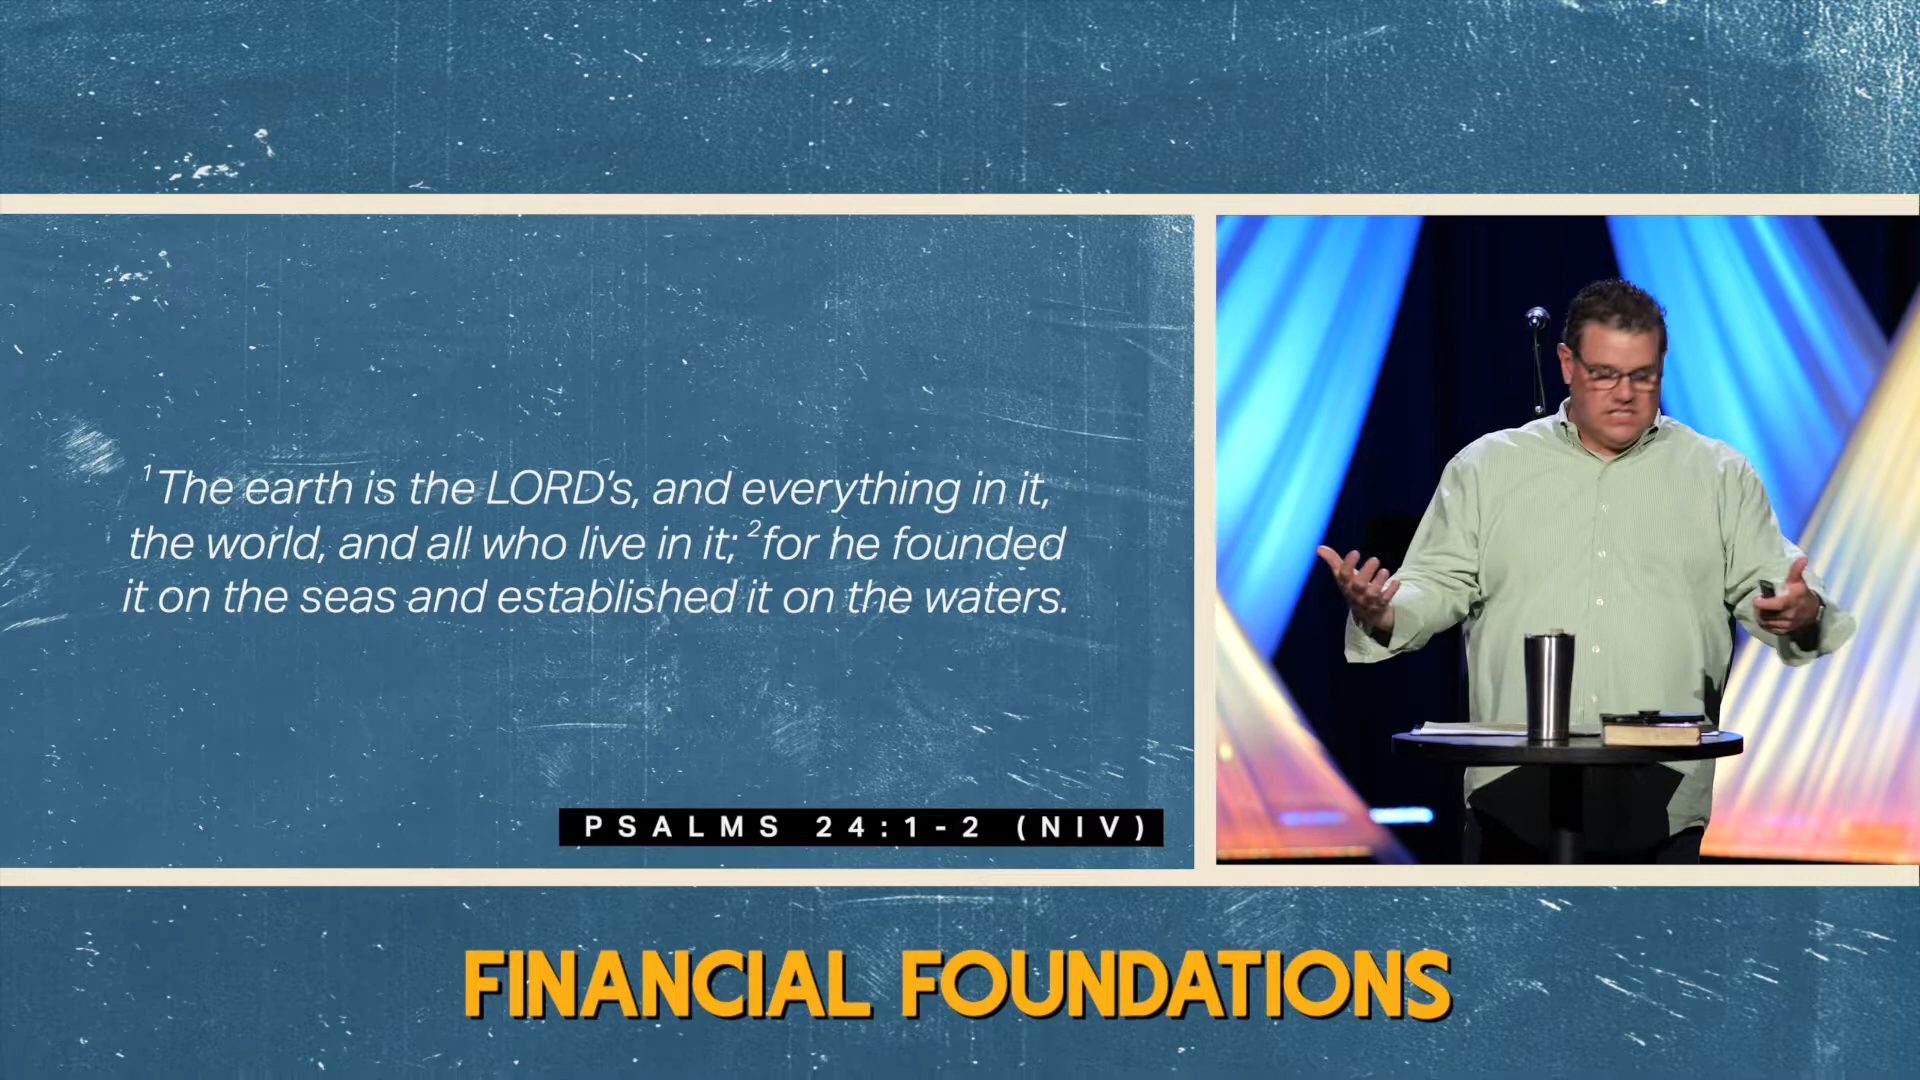 ¹The earth is the LORD’s, and everything in it,
the world, and all who live in it; ²for he founded
it on the seas and established it on the waters.
PSALMS 24:1-2 (NIV)
FINANCIAL FOUNDATIONS